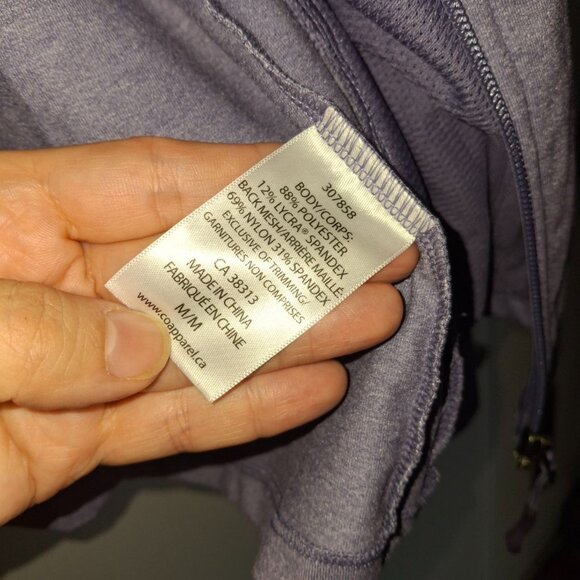 307858
BODY/CORPS:
88% POLYESTER
12% LYCRA® SPANDEX
BACK MESH/ARRIÈRE MAILLÉ:
69% NYLON 31% SPANDEX
EXCLUSIVE OF TRIMMING/
GARNITURES NON COMPRISES
CA 38313
MADE IN CHINA
FABRIQUÉ EN CHINE
M/M
www.coapparel.ca